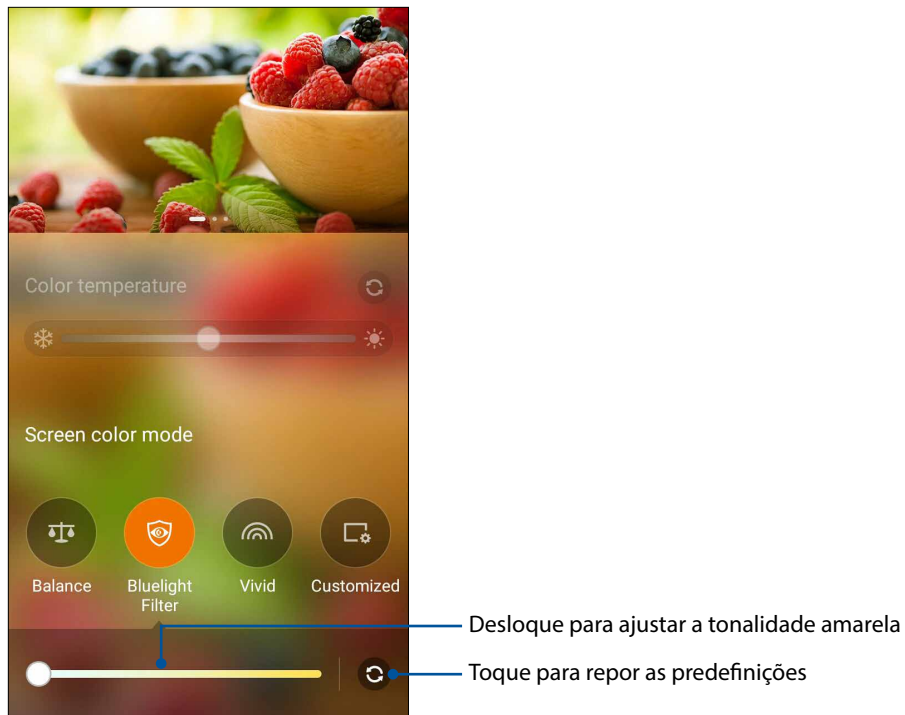 Color temperature
Screen color mode
Balance
Bluelight
Filter
Vivid
Customized
Desloque para ajustar a tonalidade amarela
Toque para repor as predefinições